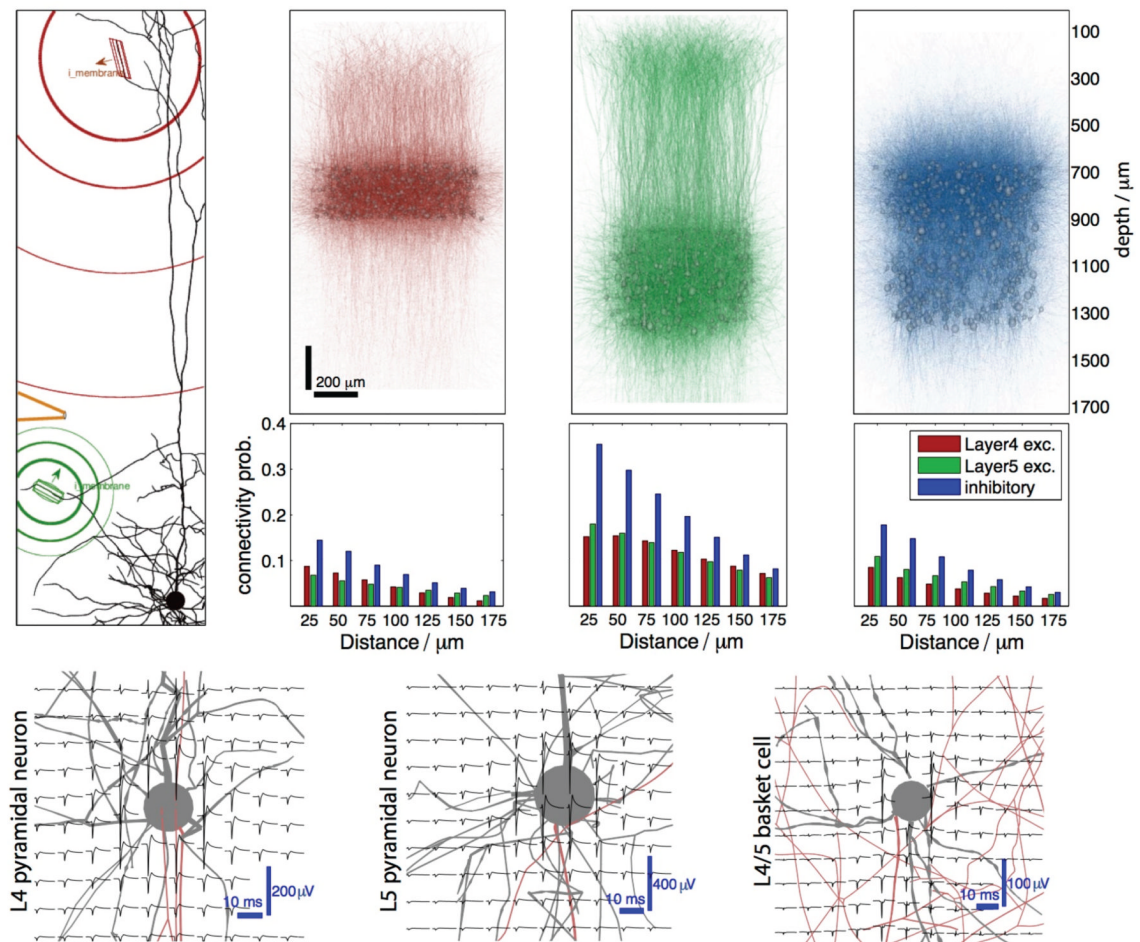 i_membrane
i_membrane
200 μm
100
300
500
700
900
1100
1300
1500
1700
depth / μm
connectivity prob.
0.4
0.3
0.2
0.1
25 50 75 100 125 150 175
Distance / μm
25 50 75 100 125 150 175
Distance / μm
Layer4 exc.
Layer5 exc.
inhibitory
25 50 75 100 125 150 175
Distance / μm
L4 pyramidal neuron
10 ms
200 μV
L5 pyramidal neuron
10 ms
400 μV
L4/5 basket cell
10 ms
100 μV